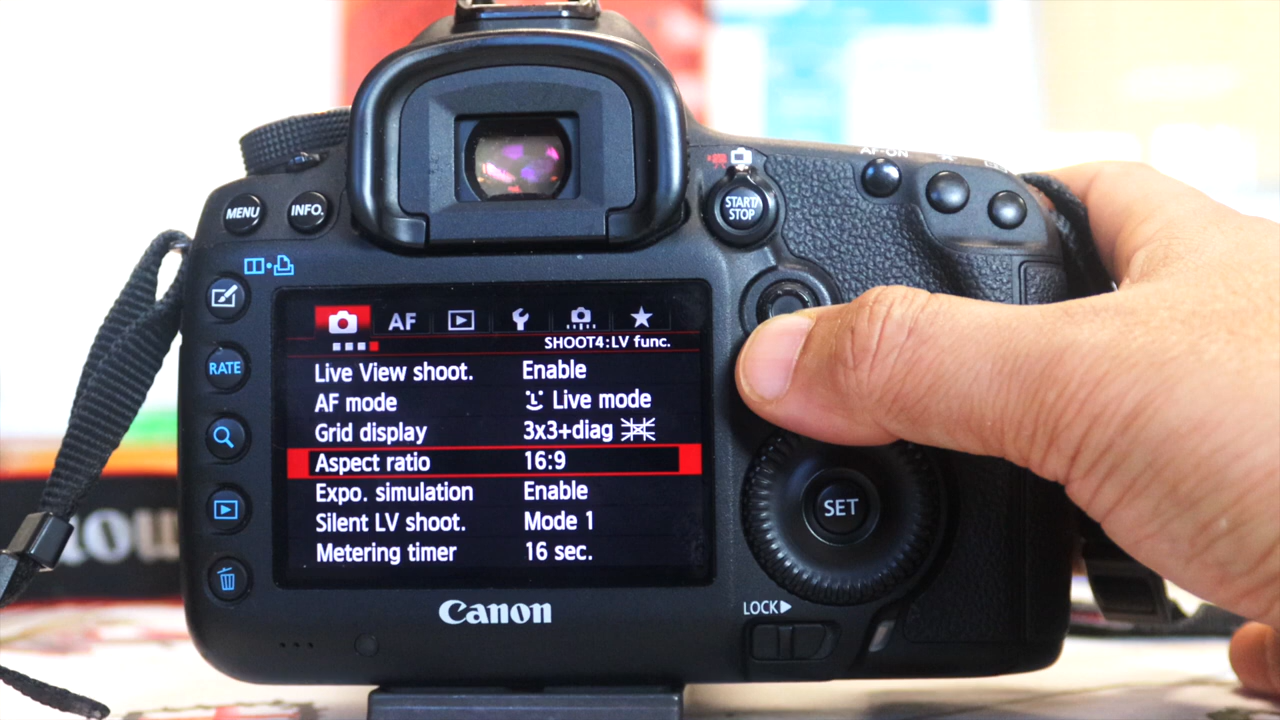 AF-ON
MENU
INFO.
START/
STOP
AF
SHOOT4:LV func.
RATE
Live View shoot. Enable
AF mode L Live mode
Grid display 3x3+diag
Aspect ratio 16:9
Expo. simulation Enable
Silent LV shoot. Mode 1
Metering timer 16 sec.
SET
Canon
LOCK▶